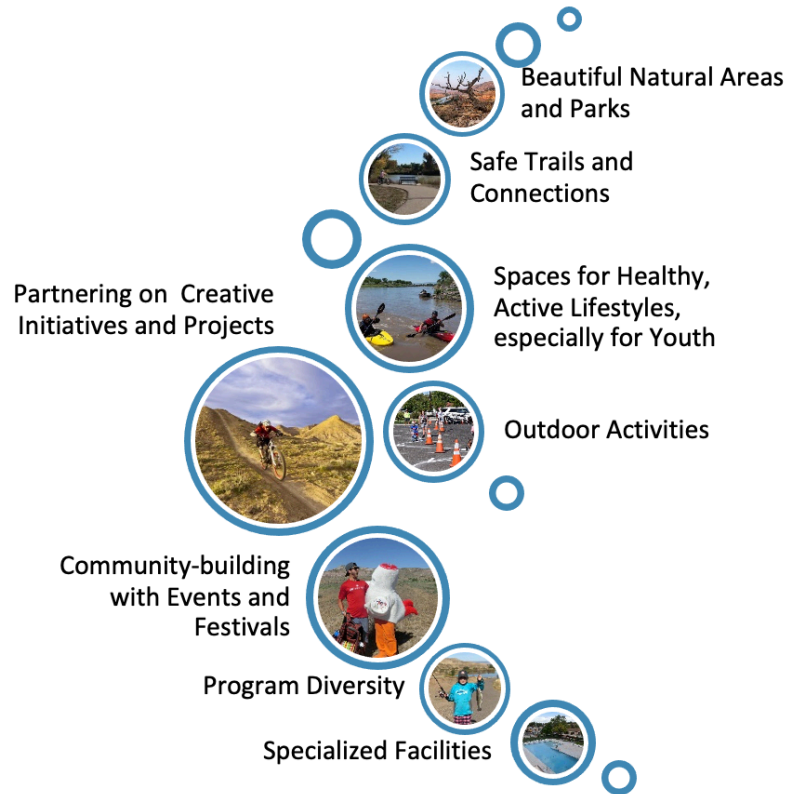 Beautiful Natural Areas
and Parks
Safe Trails and
Connections
Spaces for Healthy,
Active Lifestyles,
especially for Youth
Partnering on  Creative
Initiatives and Projects
Outdoor Activities
Community-building
with Events and
Festivals
Program Diversity
Specialized Facilities